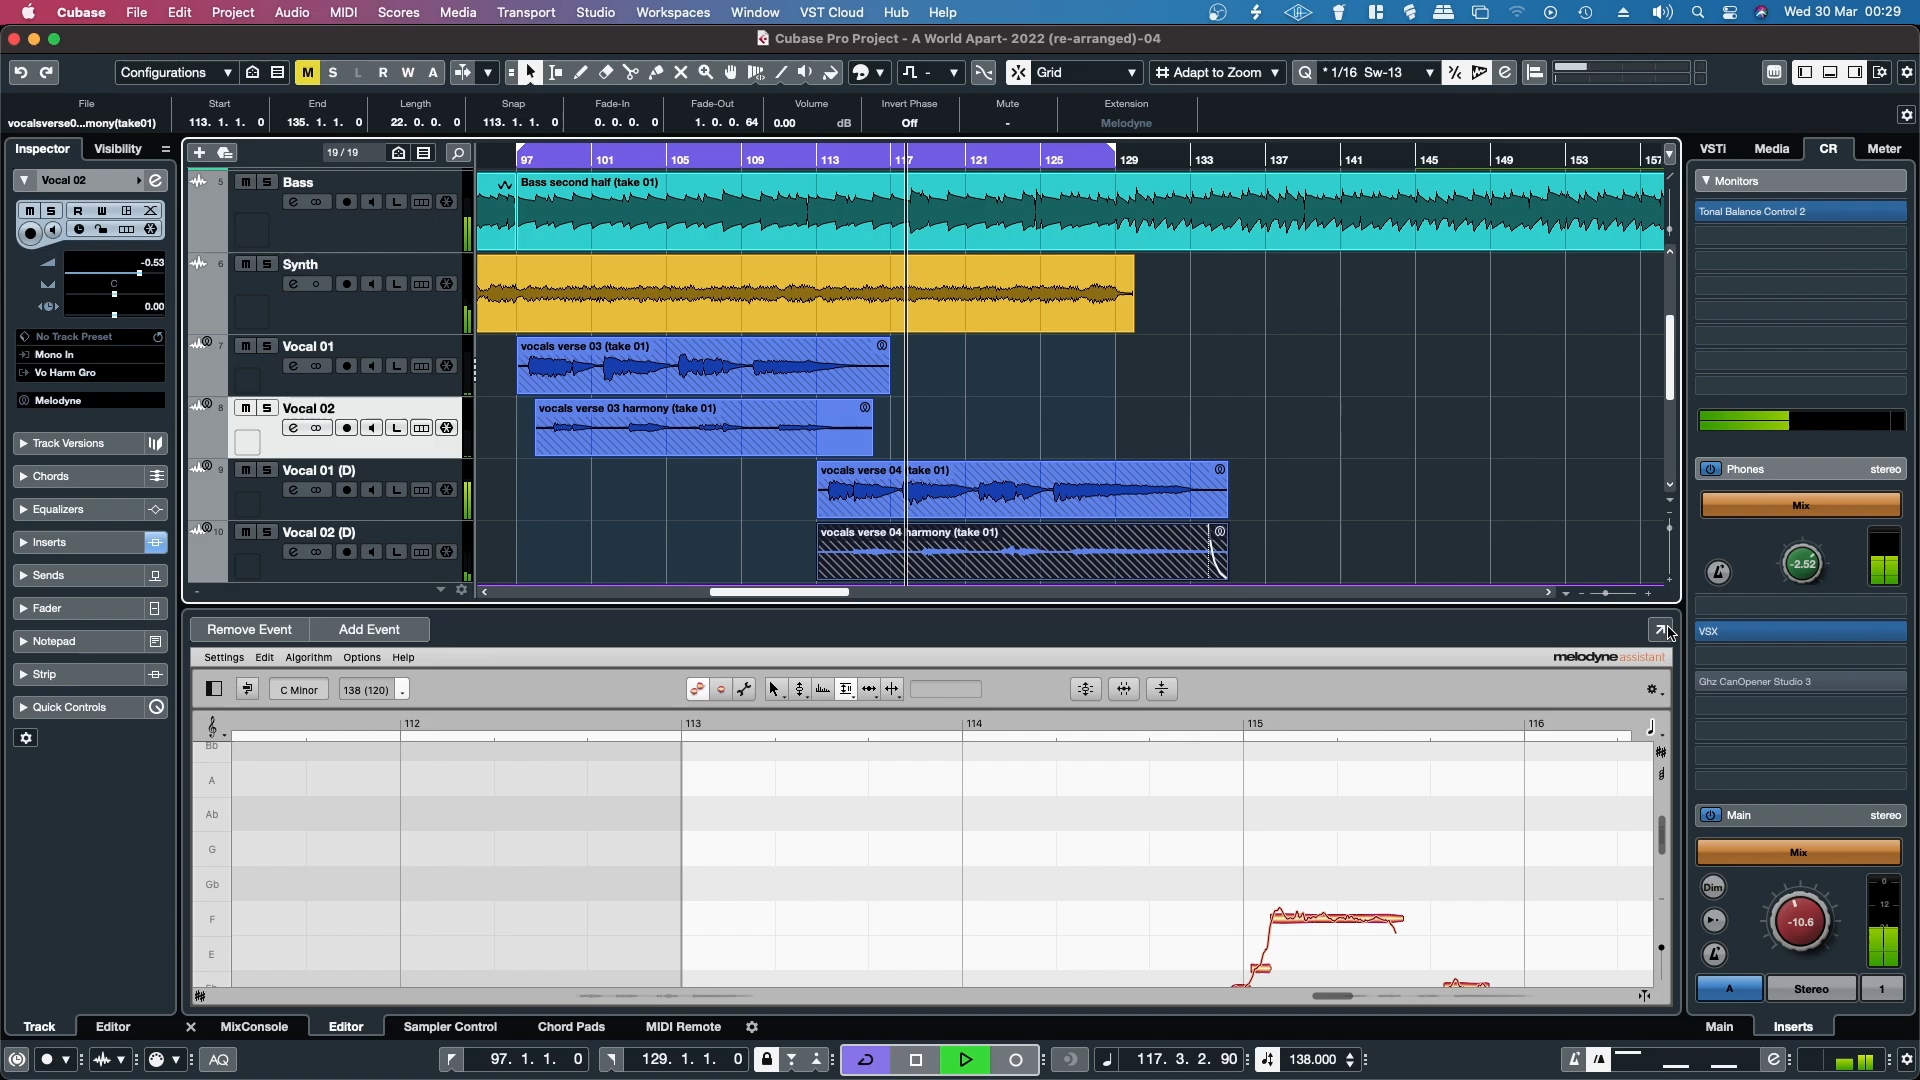 Cubase File Edit Project Audio MIDI Scores Media Transport Studio Workspaces Window VST Cloud Hub Help Wed 30 Mar 00:29
Cubase Pro Project - A World Apart- 2022 (re-arranged)-04
Configurations M S L R W A Grid Adapt to Zoom Q * 1/16 Sw-13
File Start End Length Snap Fade-In Fade-Out Volume Invert Phase Mute Extension
vocalsverse0...mony(take01) 113. 1. 1. 0 135. 1. 1. 0 22. 0. 0. 0 113. 1. 1. 0 0. 0. 0. 0 1. 0. 0. 64 0.00 dB Off - Melodyne
Inspector Visibility
19 / 19
97 101 105 109 113 117 121 125 129 133 137 141 145 149 153 157
VSTi Media CR Meter
Vocal 02
M S R W
-0.53
C
0.00
No Track Preset
Mono In
Vo Harm Gro
Melodyne
Track Versions
Chords
Equalizers
Inserts
Sends
Fader
Notepad
Strip
Quick Controls
5 M S Bass
Bass second half (take 01)
6 M S Synth
7 M S Vocal 01
vocals verse 03 (take 01)
8 M S Vocal 02
vocals verse 03 harmony (take 01)
9 M S Vocal 01 (D)
vocals verse 04 (take 01)
10 M S Vocal 02 (D)
vocals verse 04 harmony (take 01)
Monitors
Tonal Balance Control 2
Phones stereo
Mix
-2.52
VSX
Ghz CanOpener Studio 3
Main stereo
Mix
Dim
0
12
-10.6
A Stereo 1
Main Inserts
Remove Event Add Event
Settings Edit Algorithm Options Help melodyne assistant
C Minor 138 (120)
112 113 114 115 116
Bb
A
Ab
G
Gb
F
E
Track Editor MixConsole Editor Sampler Control Chord Pads MIDI Remote
AQ 97. 1. 1. 0 129. 1. 1. 0 117. 3. 2. 90 138.000